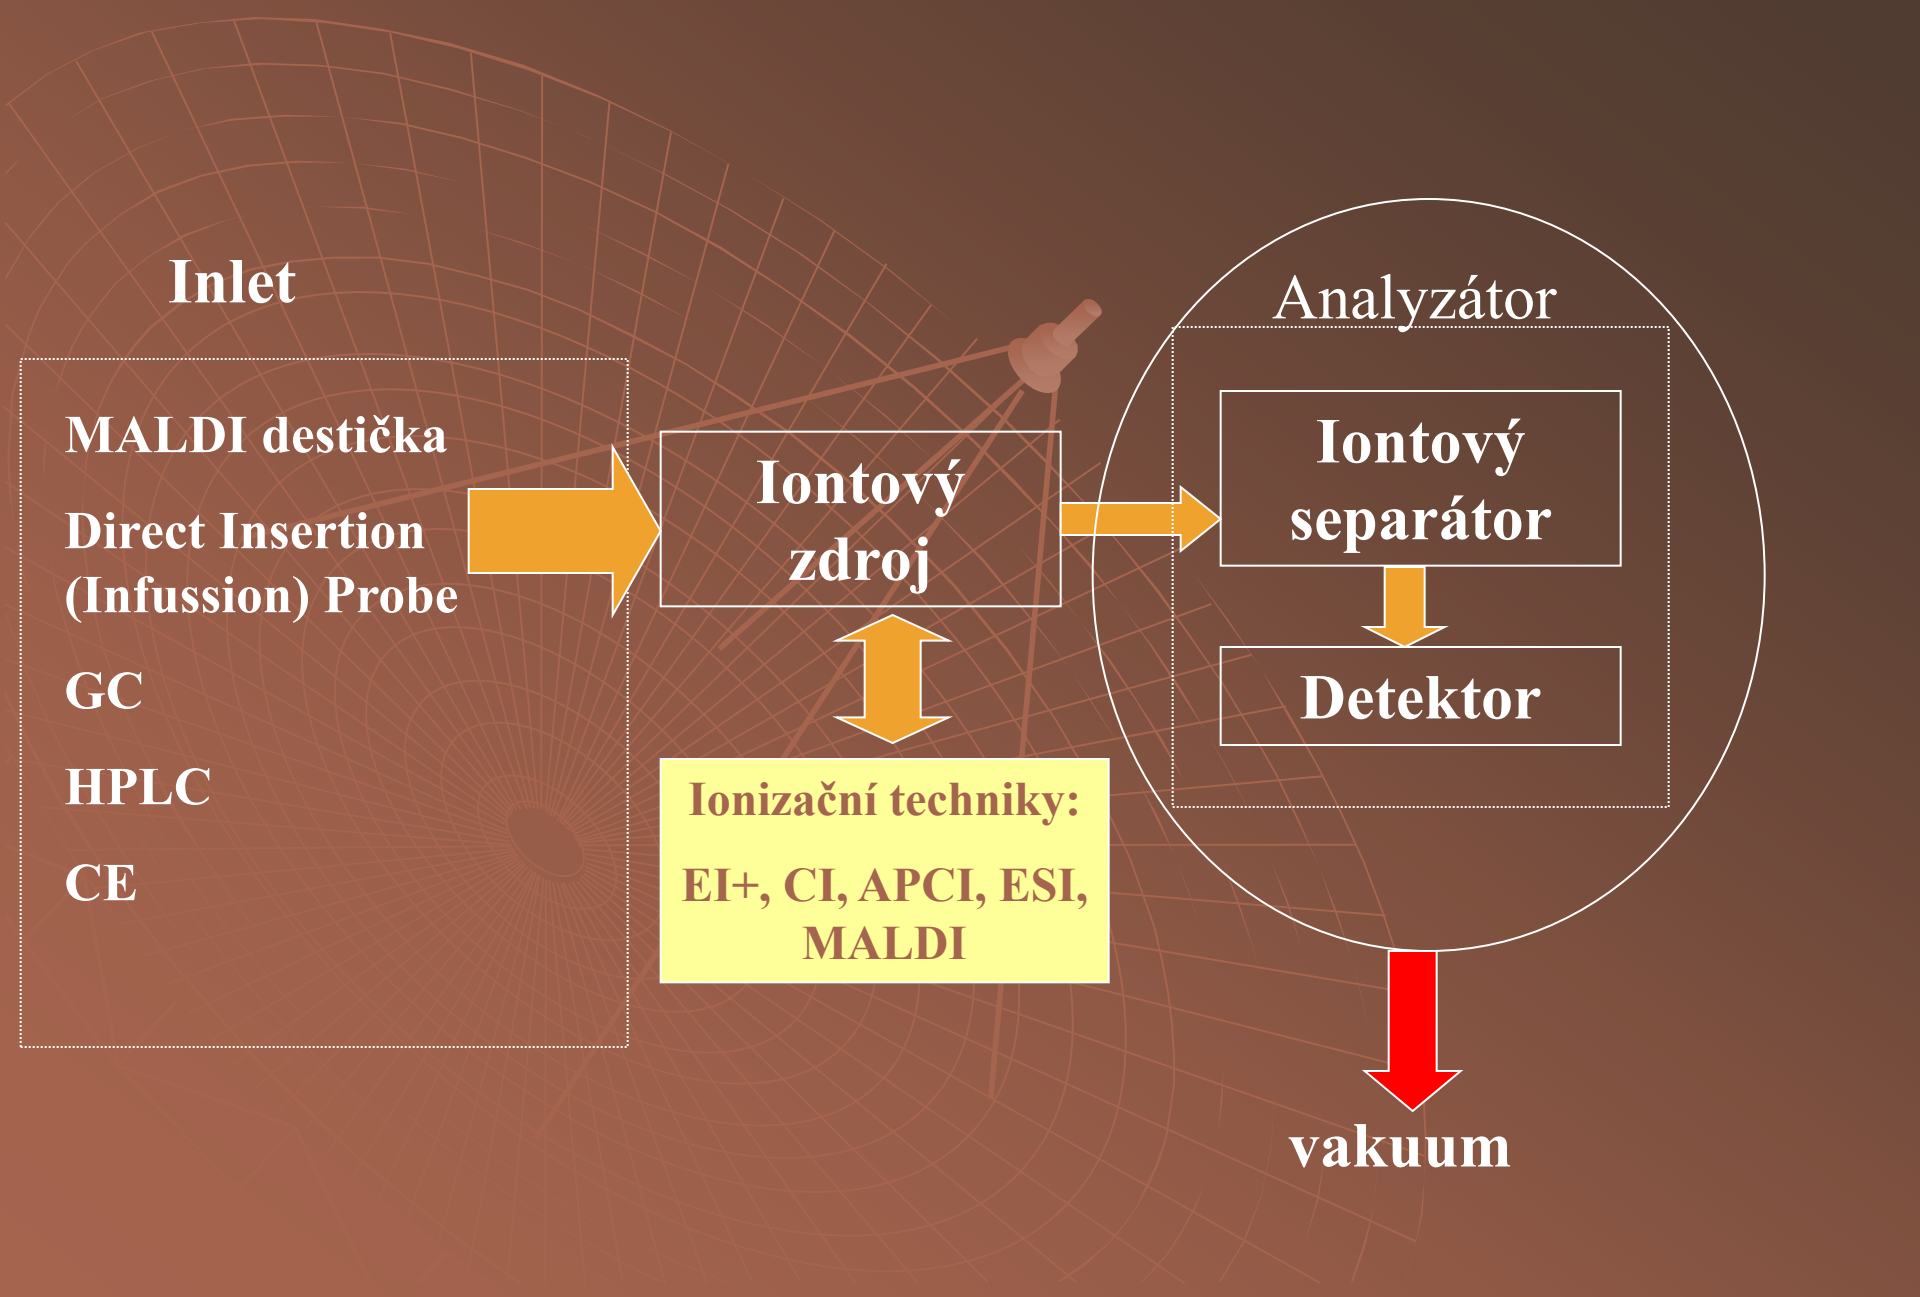 Inlet
MALDI destička
Direct Insertion
(Infussion) Probe
GC
HPLC
CE
Iontový
zdroj
Ionizační techniky:
EI+, CI, APCI, ESI,
MALDI
Analyzátor
Iontový
separátor
Detektor
vakuum